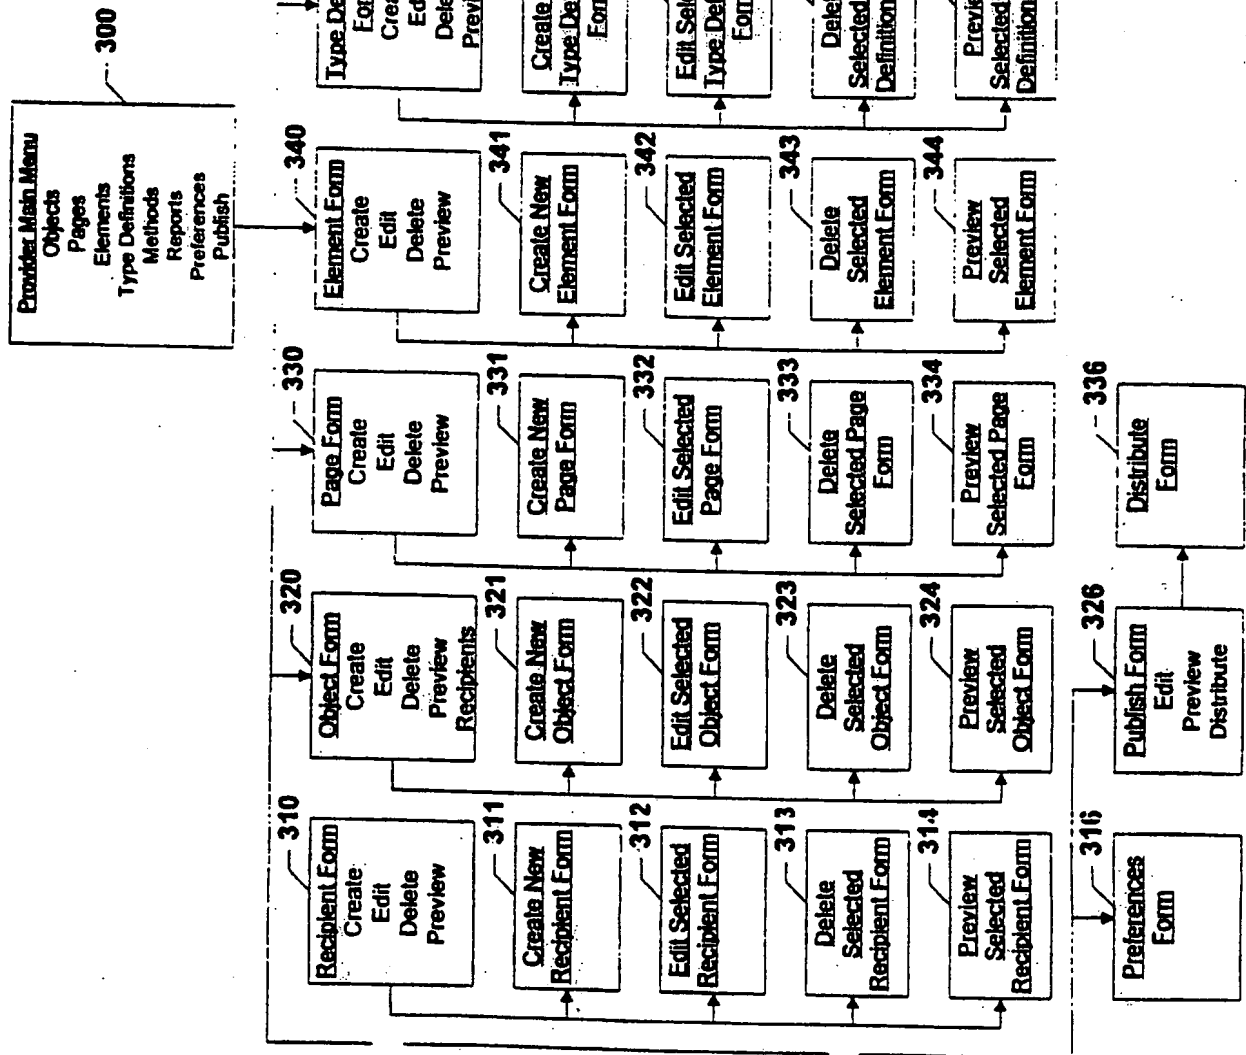 300
Provider Main Menu
Objects
Pages
Elements
Type Definitions
Methods
Reports
Preferences
Publish
310
Recipient Form
Create
Edit
Delete
Preview
320
Object Form
Create
Edit
Delete
Preview
Recipients
330
Page Form
Create
Edit
Delete
Preview
340
Element Form
Create
Edit
Delete
Preview
Type
311
Create New
Recipient Form
321
Create New
Object Form
331
Create New
Page Form
341
Create New
Element Form
Create
Type
312
Edit Selected
Recipient Form
322
Edit Selected
Object Form
332
Edit Selected
Page Form
342
Edit Selected
Element Form
Edit
Type
313
Delete
Selected
Recipient Form
323
Delete
Selected
Object Form
333
Delete
Selected Page
Form
343
Delete
Selected
Element Form
Delete
Selected
Definition
314
Preview
Selected
Recipient Form
324
Preview
Selected
Object Form
334
Preview
Selected Page
Form
344
Preview
Selected
Element Form
Selected
Definition
316
Preferences
Form
326
Publish Form
Edit
Preview
Distribute
336
Distribute
Form